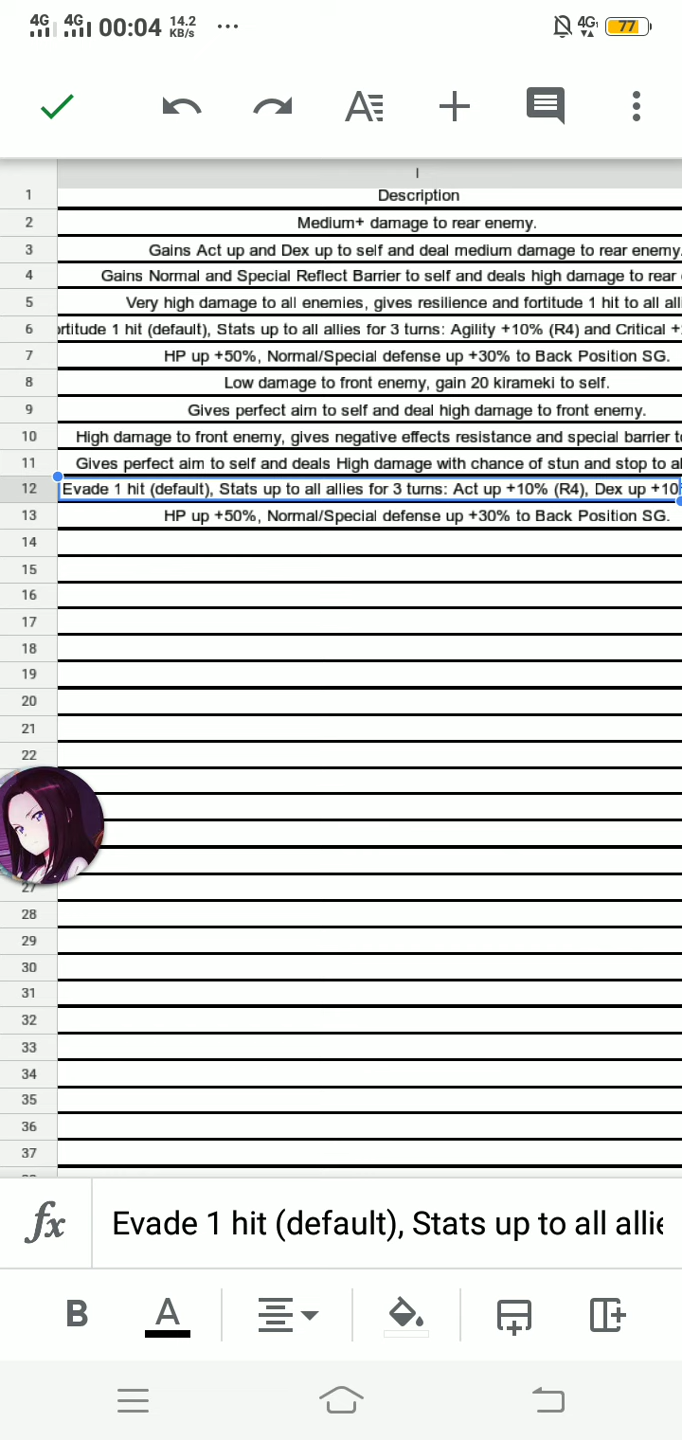 4G 4G 00:04 14.2 KB/s ... 4G 77
I
1 Description
2 Medium+ damage to rear enemy.
3 Gains Act up and Dex up to self and deal medium damage to rear enemy.
4 Gains Normal and Special Reflect Barrier to self and deals high damage to rear
5 Very high damage to all enemies, gives resilience and fortitude 1 hit to all alli
6 ortitude 1 hit (default), Stats up to all allies for 3 turns: Agility +10% (R4) and Critical +
7 HP up +50%, Normal/Special defense up +30% to Back Position SG.
8 Low damage to front enemy, gain 20 kirameki to self.
9 Gives perfect aim to self and deal high damage to front enemy.
10 High damage to front enemy, gives negative effects resistance and special barrier t
11 Gives perfect aim to self and deals High damage with chance of stun and stop to al
12 Evade 1 hit (default), Stats up to all allies for 3 turns: Act up +10% (R4), Dex up +10
13 HP up +50%, Normal/Special defense up +30% to Back Position SG.
14
15
16
17
18
19
20
21
22
27
28
29
30
31
32
33
34
35
36
37
fx Evade 1 hit (default), Stats up to all allie
B A